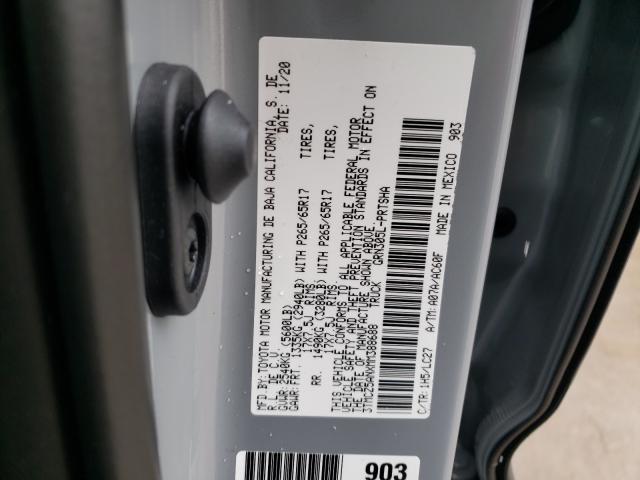 MFD.BY:TOYOTA MOTOR MANUFACTURING DE BAJA CALIFORNIA, S. DE
R.L. DE C.V. DATE: 11/20
GVWR: 2540KG (5600LB)
GAWR: FRT. 1335KG (2940LB) WITH P265/65R17 TIRES,
17X7.5J RIMS,
RR. 1490KG (3280LB) WITH P265/65R17 TIRES,
17X7.5J RIMS,
THIS VEHICLE CONFORMS TO ALL APPLICABLE FEDERAL MOTOR
VEHICLE SAFETY AND THEFT PREVENTION STANDARDS IN EFFECT ON
THE DATE OF MANUFACTURE SHOWN ABOVE.
3TMCZ5ANXMM388688 TRUCK GRN305L-PRTSHA
C/TR: 1H5/LC27 A/TM: A07A/AC60F MADE IN MEXICO 903
903